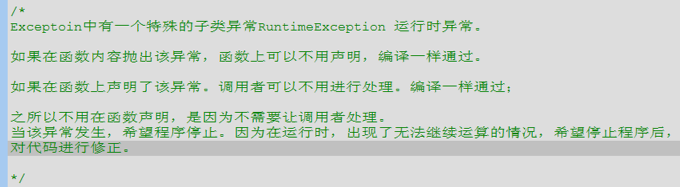 /*
Exceptoin中有一个特殊的子类异常RuntimeException 运行时异常。
如果在函数内容抛出该异常，函数上可以不用声明，编译一样通过。
如果在函数上声明了该异常。调用者可以不用进行处理。编译一样通过；
之所以不用在函数声明，是因为不需要让调用者处理。
当该异常发生，希望程序停止。因为在运行时，出现了无法继续运算的情况，希望停止程序后，
对代码进行修正。
*/